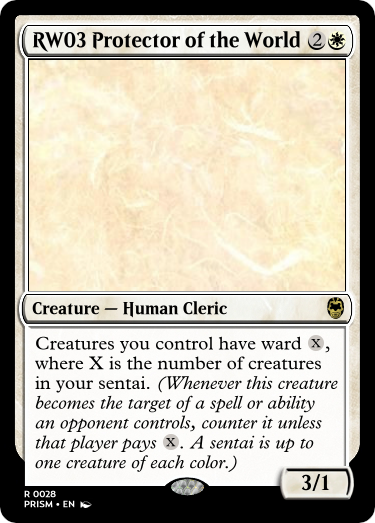 RW03 Protector of the World 2
Creature — Human Cleric
Creatures you control have ward X,
where X is the number of creatures
in your sentai. (Whenever this creature
becomes the target of a spell or ability
an opponent controls, counter it unless
that player pays X. A sentai is up to
one creature of each color.)
3/1
R 0028
PRISM • EN